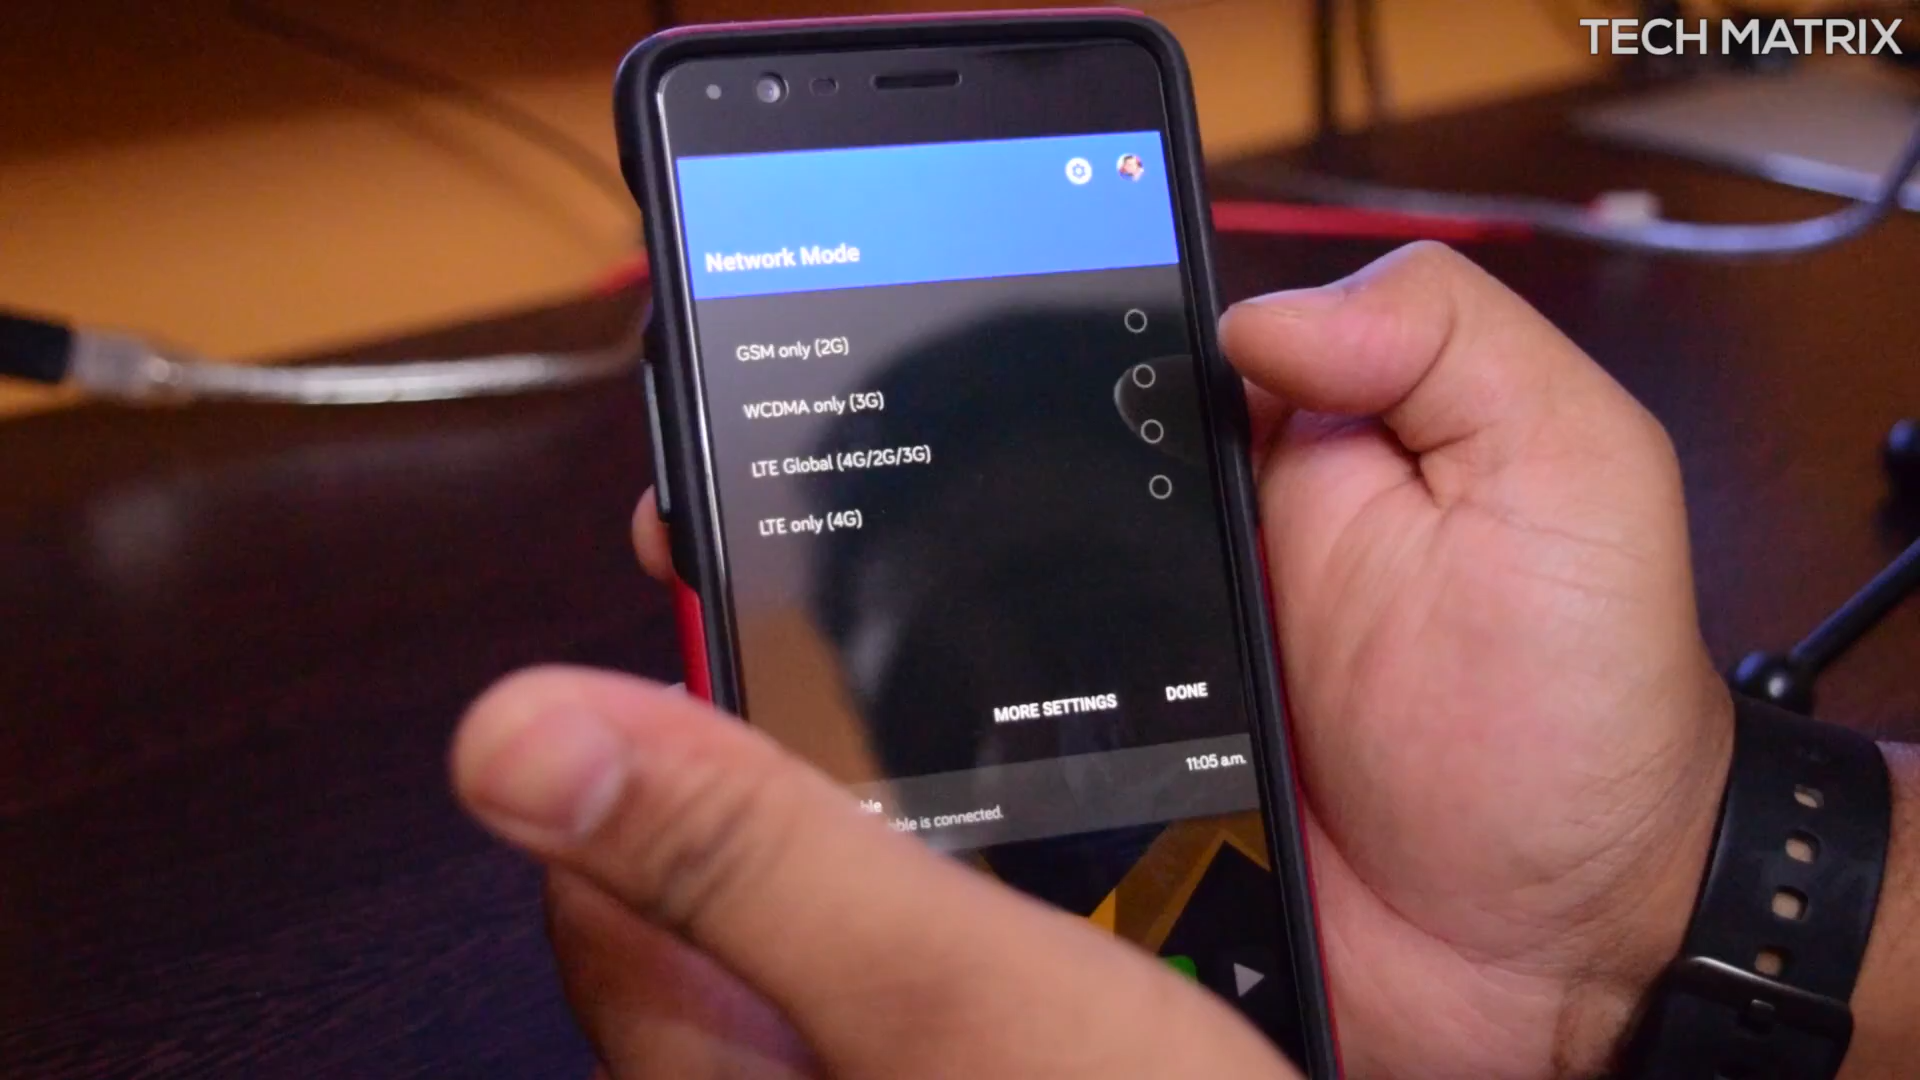 TECH MATRIX
Network Mode
GSM only (2G)
WCDMA only (3G)
LTE Global (4G/2G/3G)
LTE only (4G)
MORE SETTINGS
DONE
11:05 a.m.
is connected.